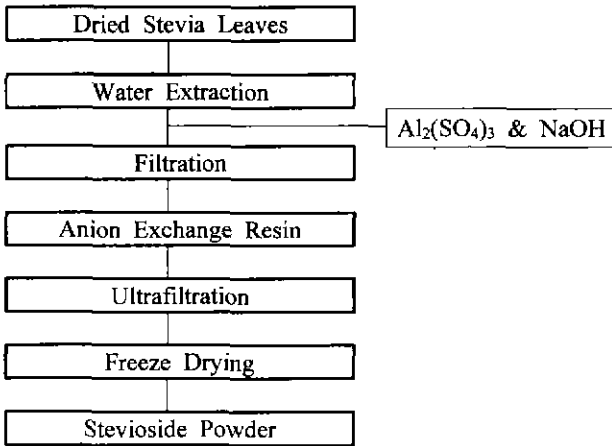 Dried Stevia Leaves
Water Extraction
Al₂(SO₄)₃ & NaOH
Filtration
Anion Exchange Resin
Ultrafiltration
Freeze Drying
Stevioside Powder